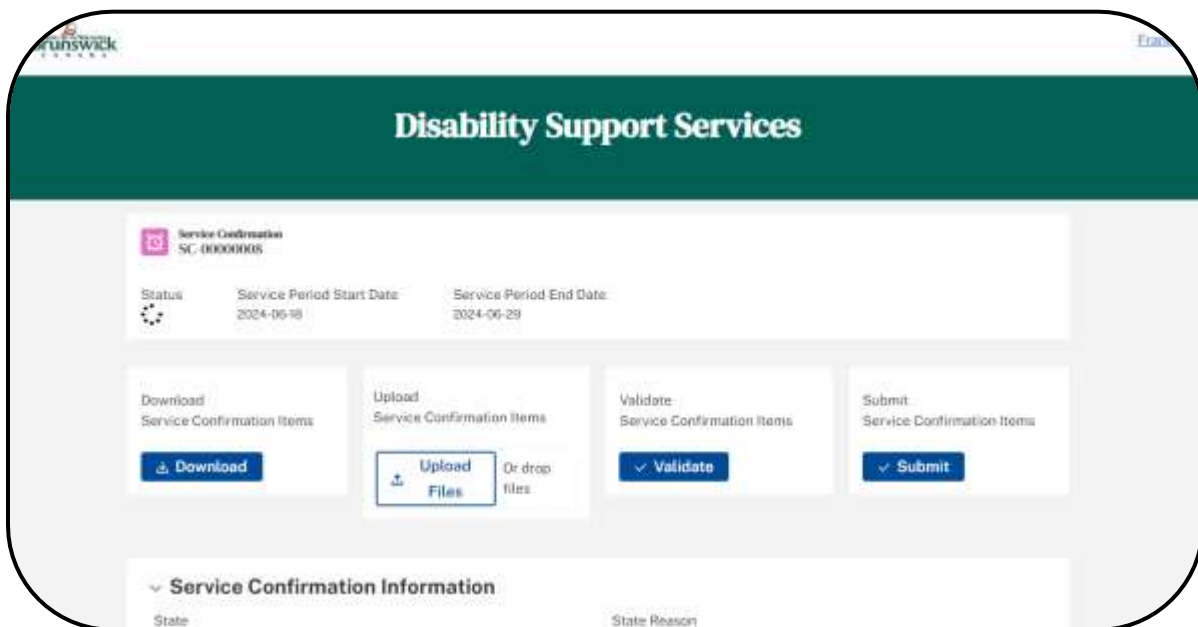 CANADA
Disability Support Services
Service Confirmation
SC-00000008
Status
Service Period Start Date
Service Period End Date
2024-06-18
2024-06-29
Download
Service Confirmation Items
Download
Upload
Service Confirmation Items
Upload
Files
Or drop
files
Validate
Service Confirmation Items
Validate
Submit
Service Confirmation Items
Submit
Service Confirmation Information
State
State Reason